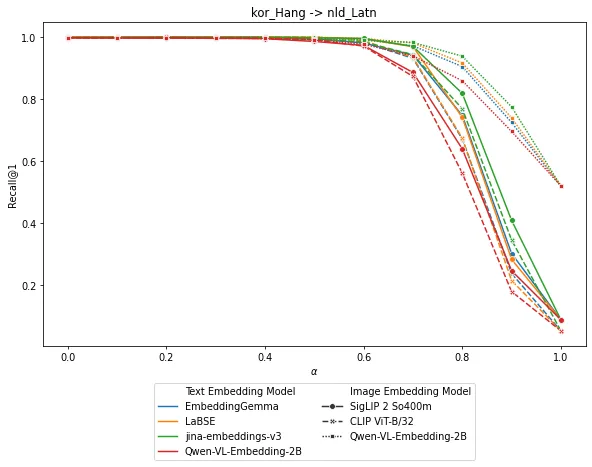 kor_Hang -> nld_Latn
Recall@1
1.0
0.8
0.6
0.4
0.2
0.0 0.2 0.4 0.6 0.8 1.0
α
Text Embedding Model
EmbeddingGemma
LaBSE
jina-embeddings-v3
Qwen-VL-Embedding-2B
Image Embedding Model
SigLIP 2 So400m
CLIP ViT-B/32
Qwen-VL-Embedding-2B